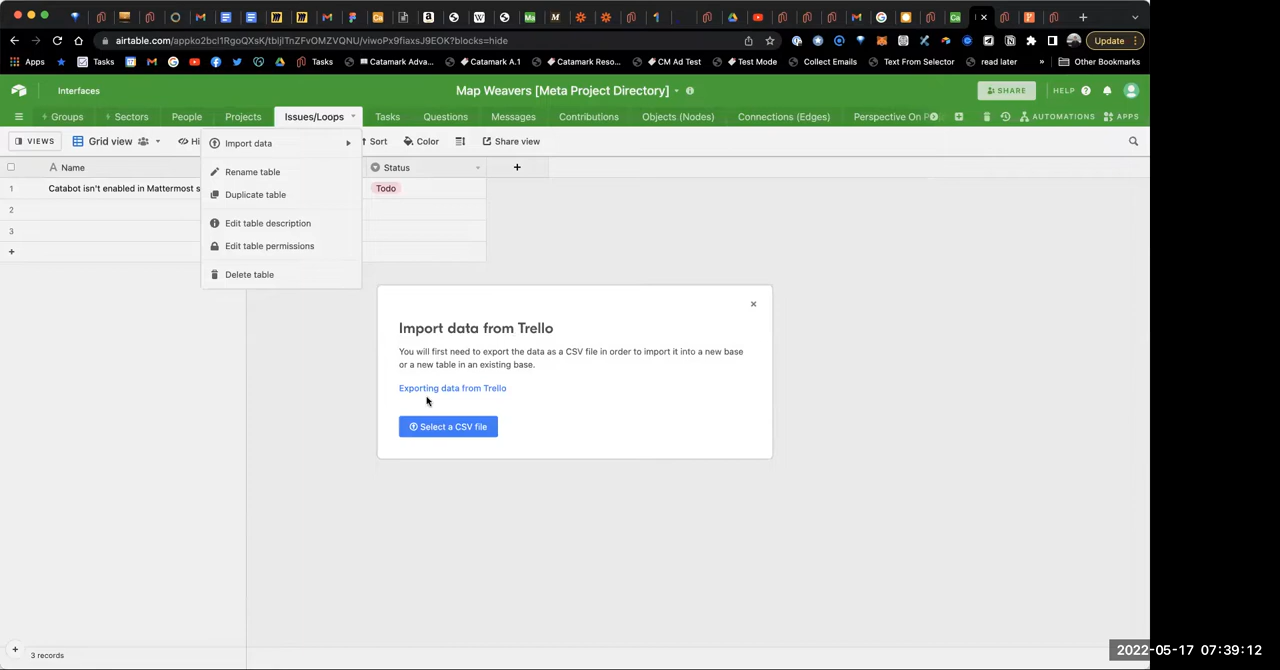 airtable.com/appko2bcl1RgoQXsK/tbljlTnZFvOMZVQNU/viwoPx9fiaxsJ9EOK?blocks=hide
Update
Apps
Tasks
Tasks
Catamark Adva...
Catamark A.1
Catamark Reso...
CM Ad Test
Test Mode
Collect Emails
Text From Selector
read later
»
Other Bookmarks
Interfaces
Map Weavers [Meta Project Directory]
SHARE
HELP
Groups
Sectors
People
Projects
Issues/Loops
Tasks
Questions
Messages
Contributions
Objects (Nodes)
Connections (Edges)
Perspective On P
AUTOMATIONS
APPS
VIEWS
Grid view
Hi
Sort
Color
Share view
Import data
Rename table
Duplicate table
Edit table description
Edit table permissions
Delete table
A Name
Status
+
1 Catabot isn't enabled in Mattermost s
Todo
2
3
+
Import data from Trello
You will first need to export the data as a CSV file in order to import it into a new base
or a new table in an existing base.
Exporting data from Trello
Select a CSV file
+ 3 records
2022-05-17 07:39:12